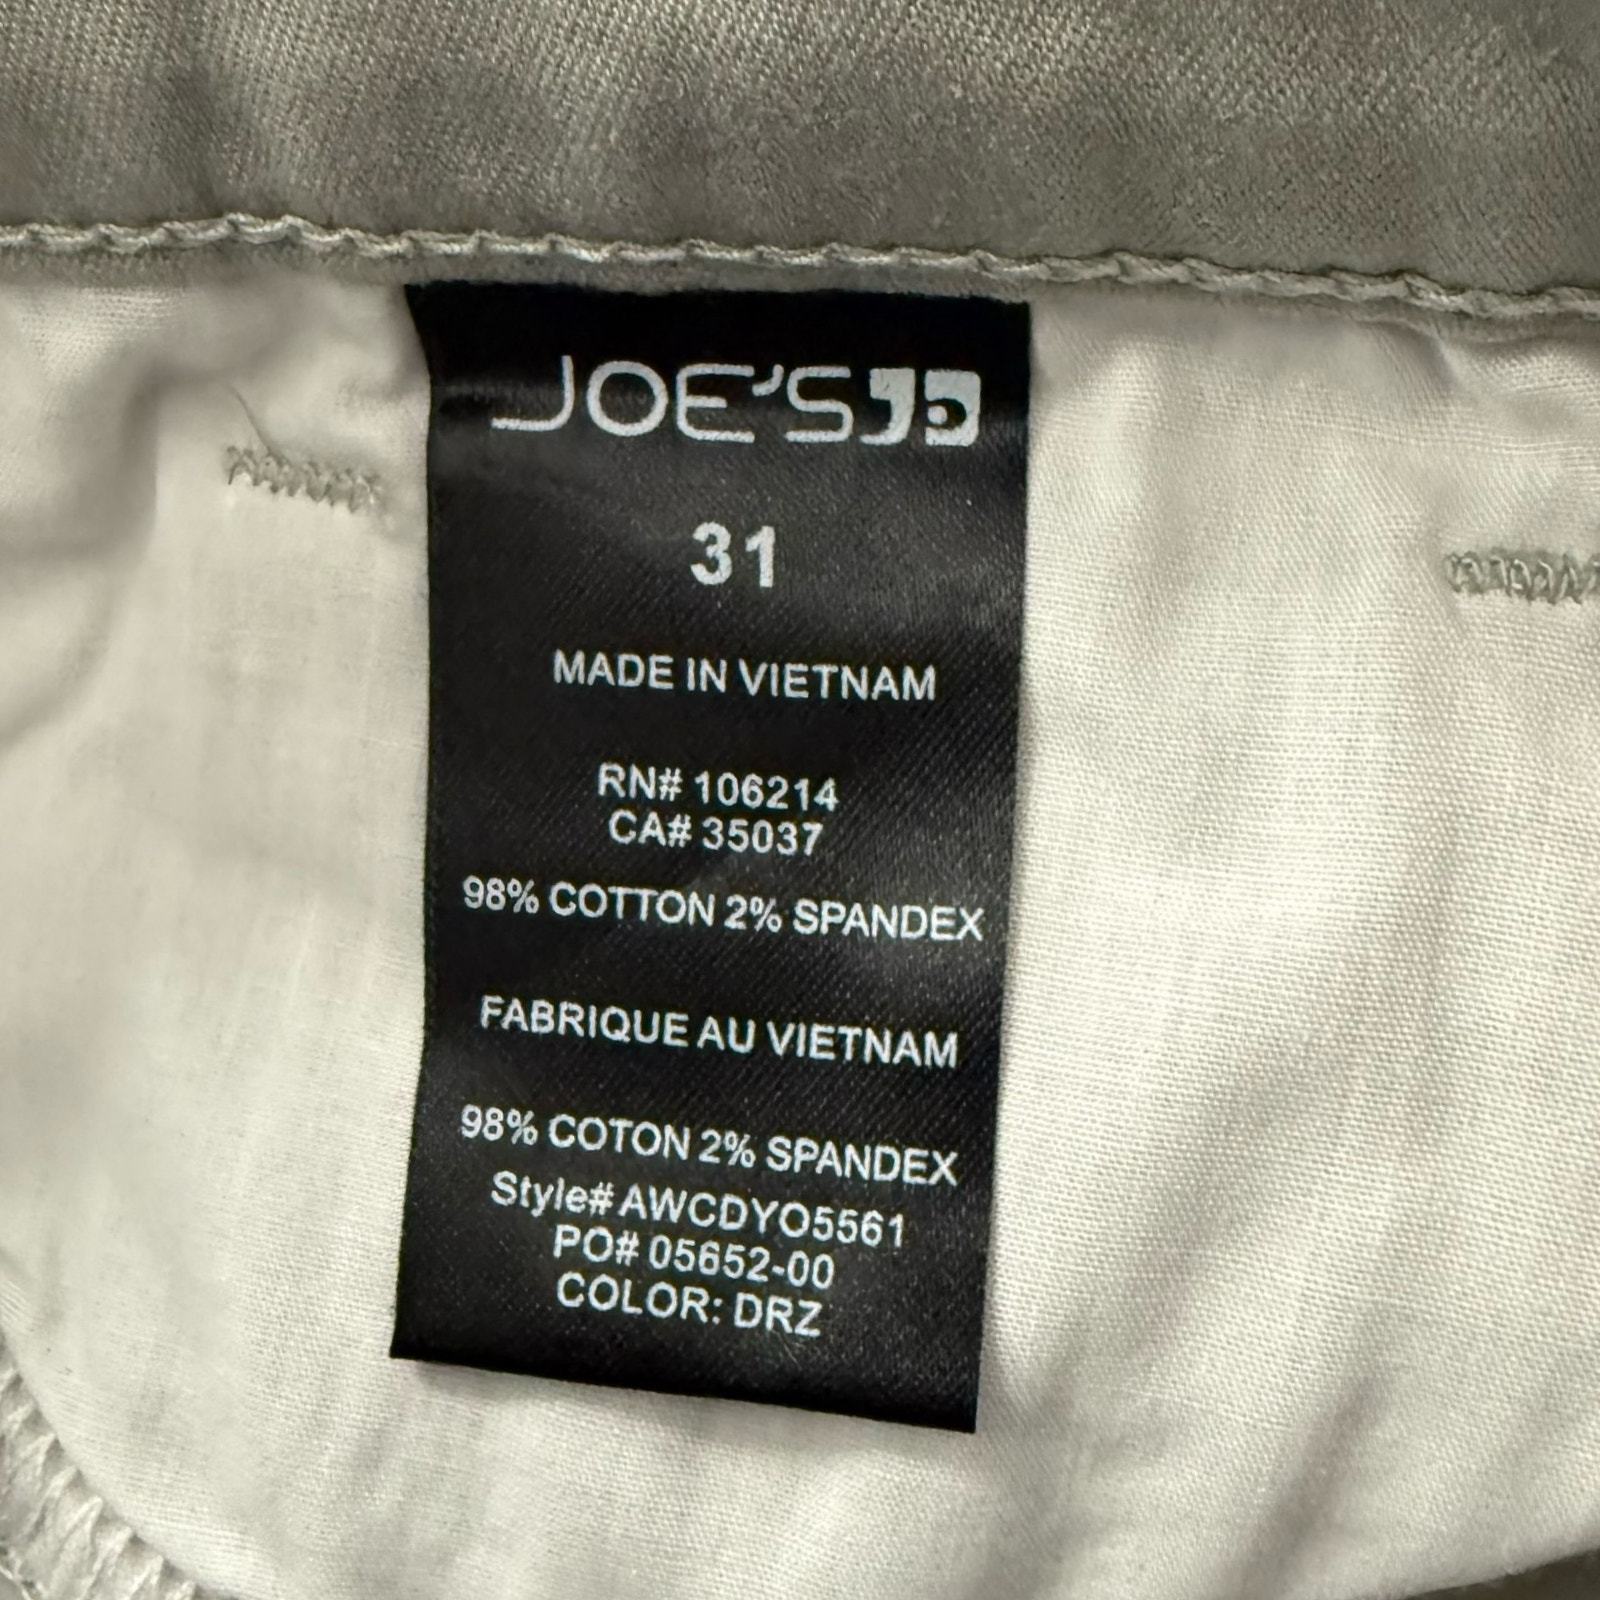 JOE'S
31
MADE IN VIETNAM
RN# 106214
CA# 35037
98% COTTON 2% SPANDEX
FABRIQUE AU VIETNAM
98% COTON 2% SPANDEX
Style# AWCDYO5561
PO# 05652-00
COLOR: DRZ